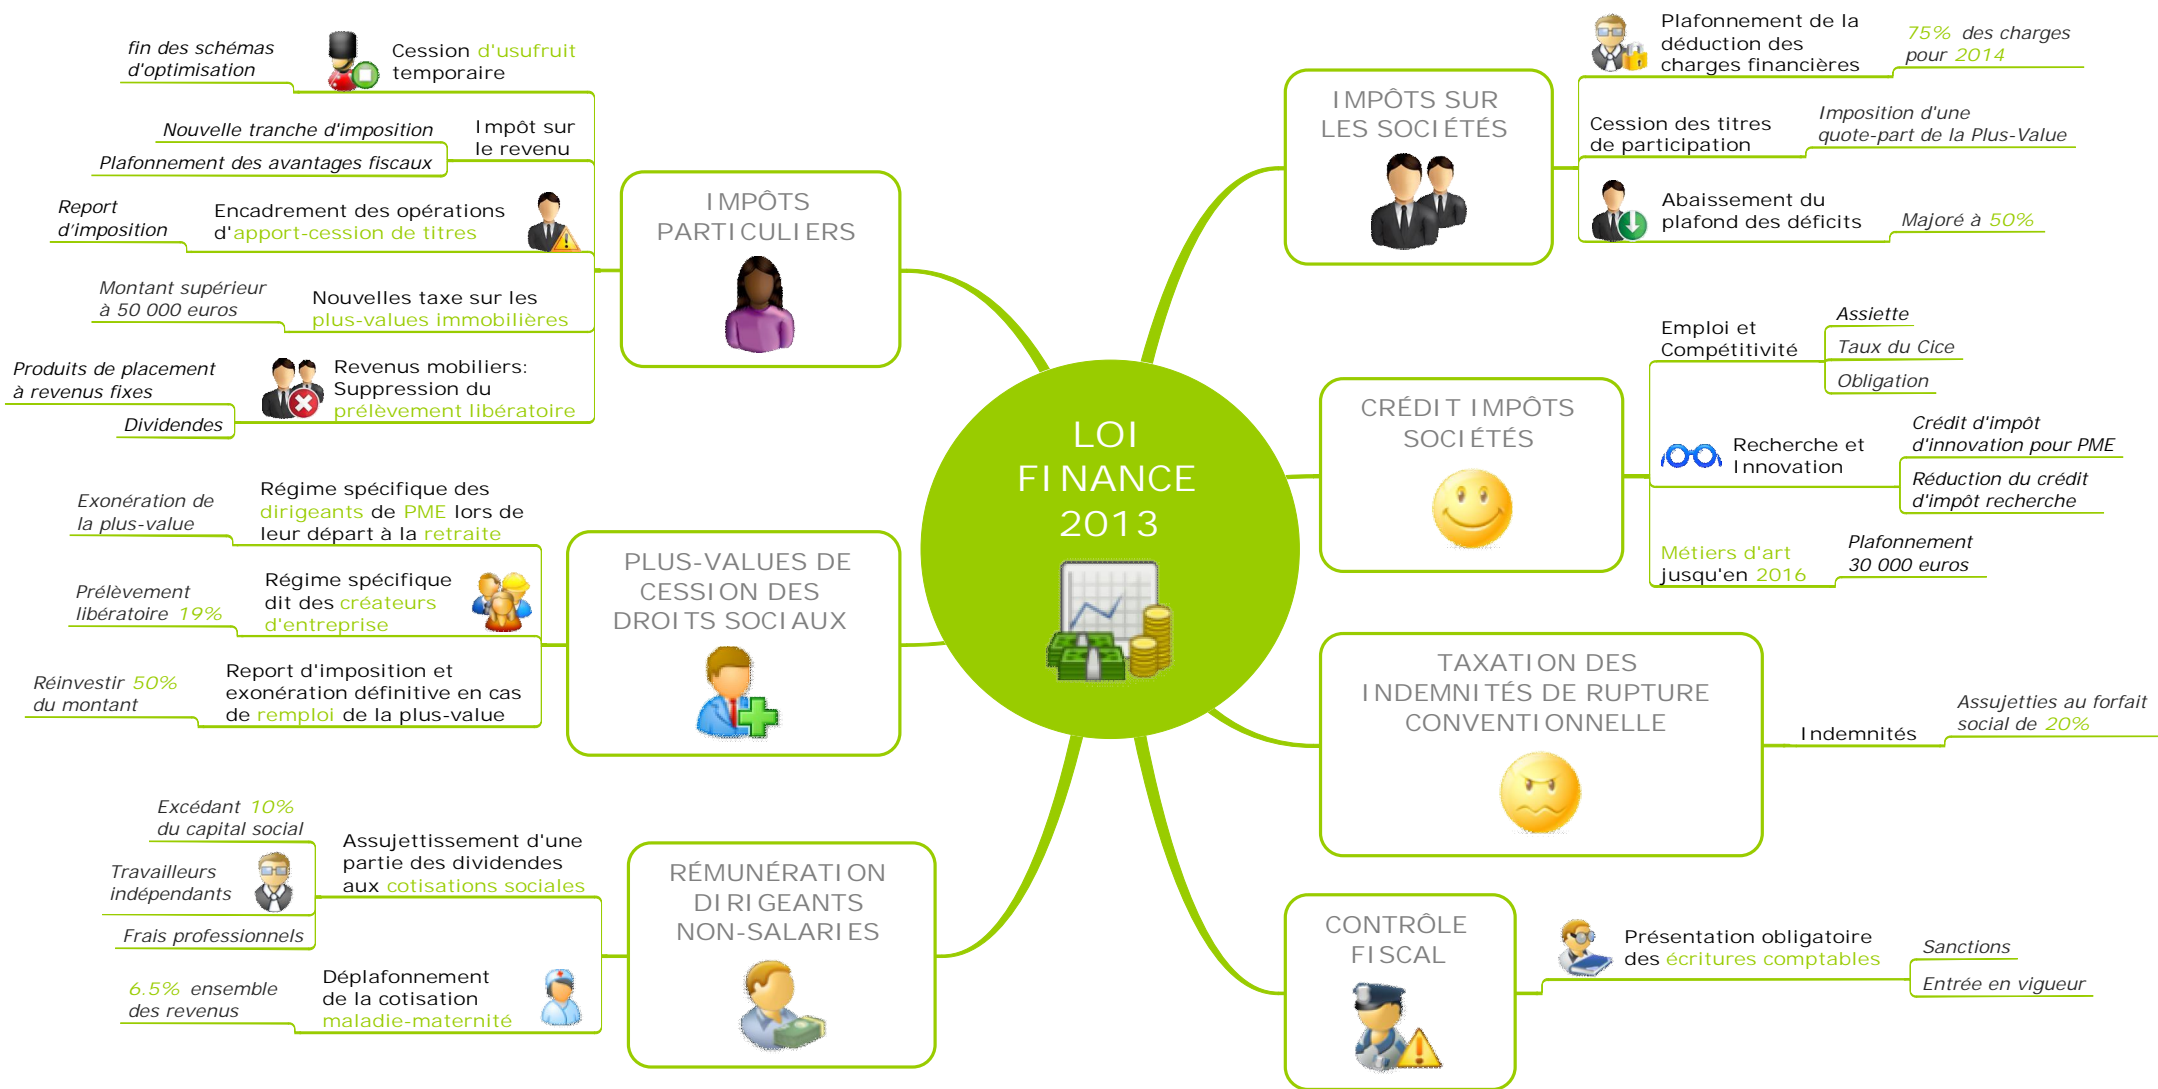 LOI
FINANCE
2013
IMPÔTS
PARTICULIERS
Cession d'usufruit
temporaire
fin des schémas
d'optimisation
Impôt sur
le revenu
Nouvelle tranche d'imposition
Plafonnement des avantages fiscaux
Encadrement des opérations
d'apport-cession de titres
Report
d'imposition
Nouvelles taxe sur les
plus-values immobilières
Montant supérieur
à 50 000 euros
Revenus mobiliers:
Suppression du
prélèvement libératoire
Produits de placement
à revenus fixes
Dividendes
PLUS-VALUES DE
CESSION DES
DROITS SOCIAUX
Régime spécifique des
dirigeants de PME lors de
leur départ à la retraite
Exonération de
la plus-value
Régime spécifique
dit des créateurs
d'entreprise
Prélèvement
libératoire 19%
Report d'imposition et
exonération définitive en cas
de remploi de la plus-value
Réinvestir 50%
du montant
RÉMUNÉRATION
DIRIGEANTS
NON-SALARIES
Assujettissement d'une
partie des dividendes
aux cotisations sociales
Excédant 10%
du capital social
Travailleurs
indépendants
Frais professionnels
Déplafonnement
de la cotisation
maladie-maternité
6.5% ensemble
des revenus
IMPÔTS SUR
LES SOCIÉTÉS
Plafonnement de la
déduction des
charges financières
75% des charges
pour 2014
Cession des titres
de participation
Imposition d'une
quote-part de la Plus-Value
Abaissement du
plafond des déficits
Majoré à 50%
CRÉDIT IMPÔTS
SOCIÉTÉS
Emploi et
Compétitivité
Assiette
Taux du Cice
Obligation
Recherche et
Innovation
Crédit d'impôt
d'innovation pour PME
Réduction du crédit
d'impôt recherche
Métiers d'art
jusqu'en 2016
Plafonnement
30 000 euros
TAXATION DES
INDEMNITÉS DE RUPTURE
CONVENTIONNELLE
Indemnités
Assujetties au forfait
social de 20%
CONTRÔLE
FISCAL
Présentation obligatoire
des écritures comptables
Sanctions
Entrée en vigueur